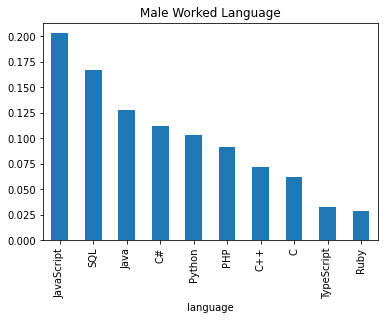 Male Worked Language
0.200
0.175
0.150
0.125
0.100
0.075
0.050
0.025
0.000
JavaScript
SQL
Java
C#
Python
PHP
C++
C
TypeScript
Ruby
language